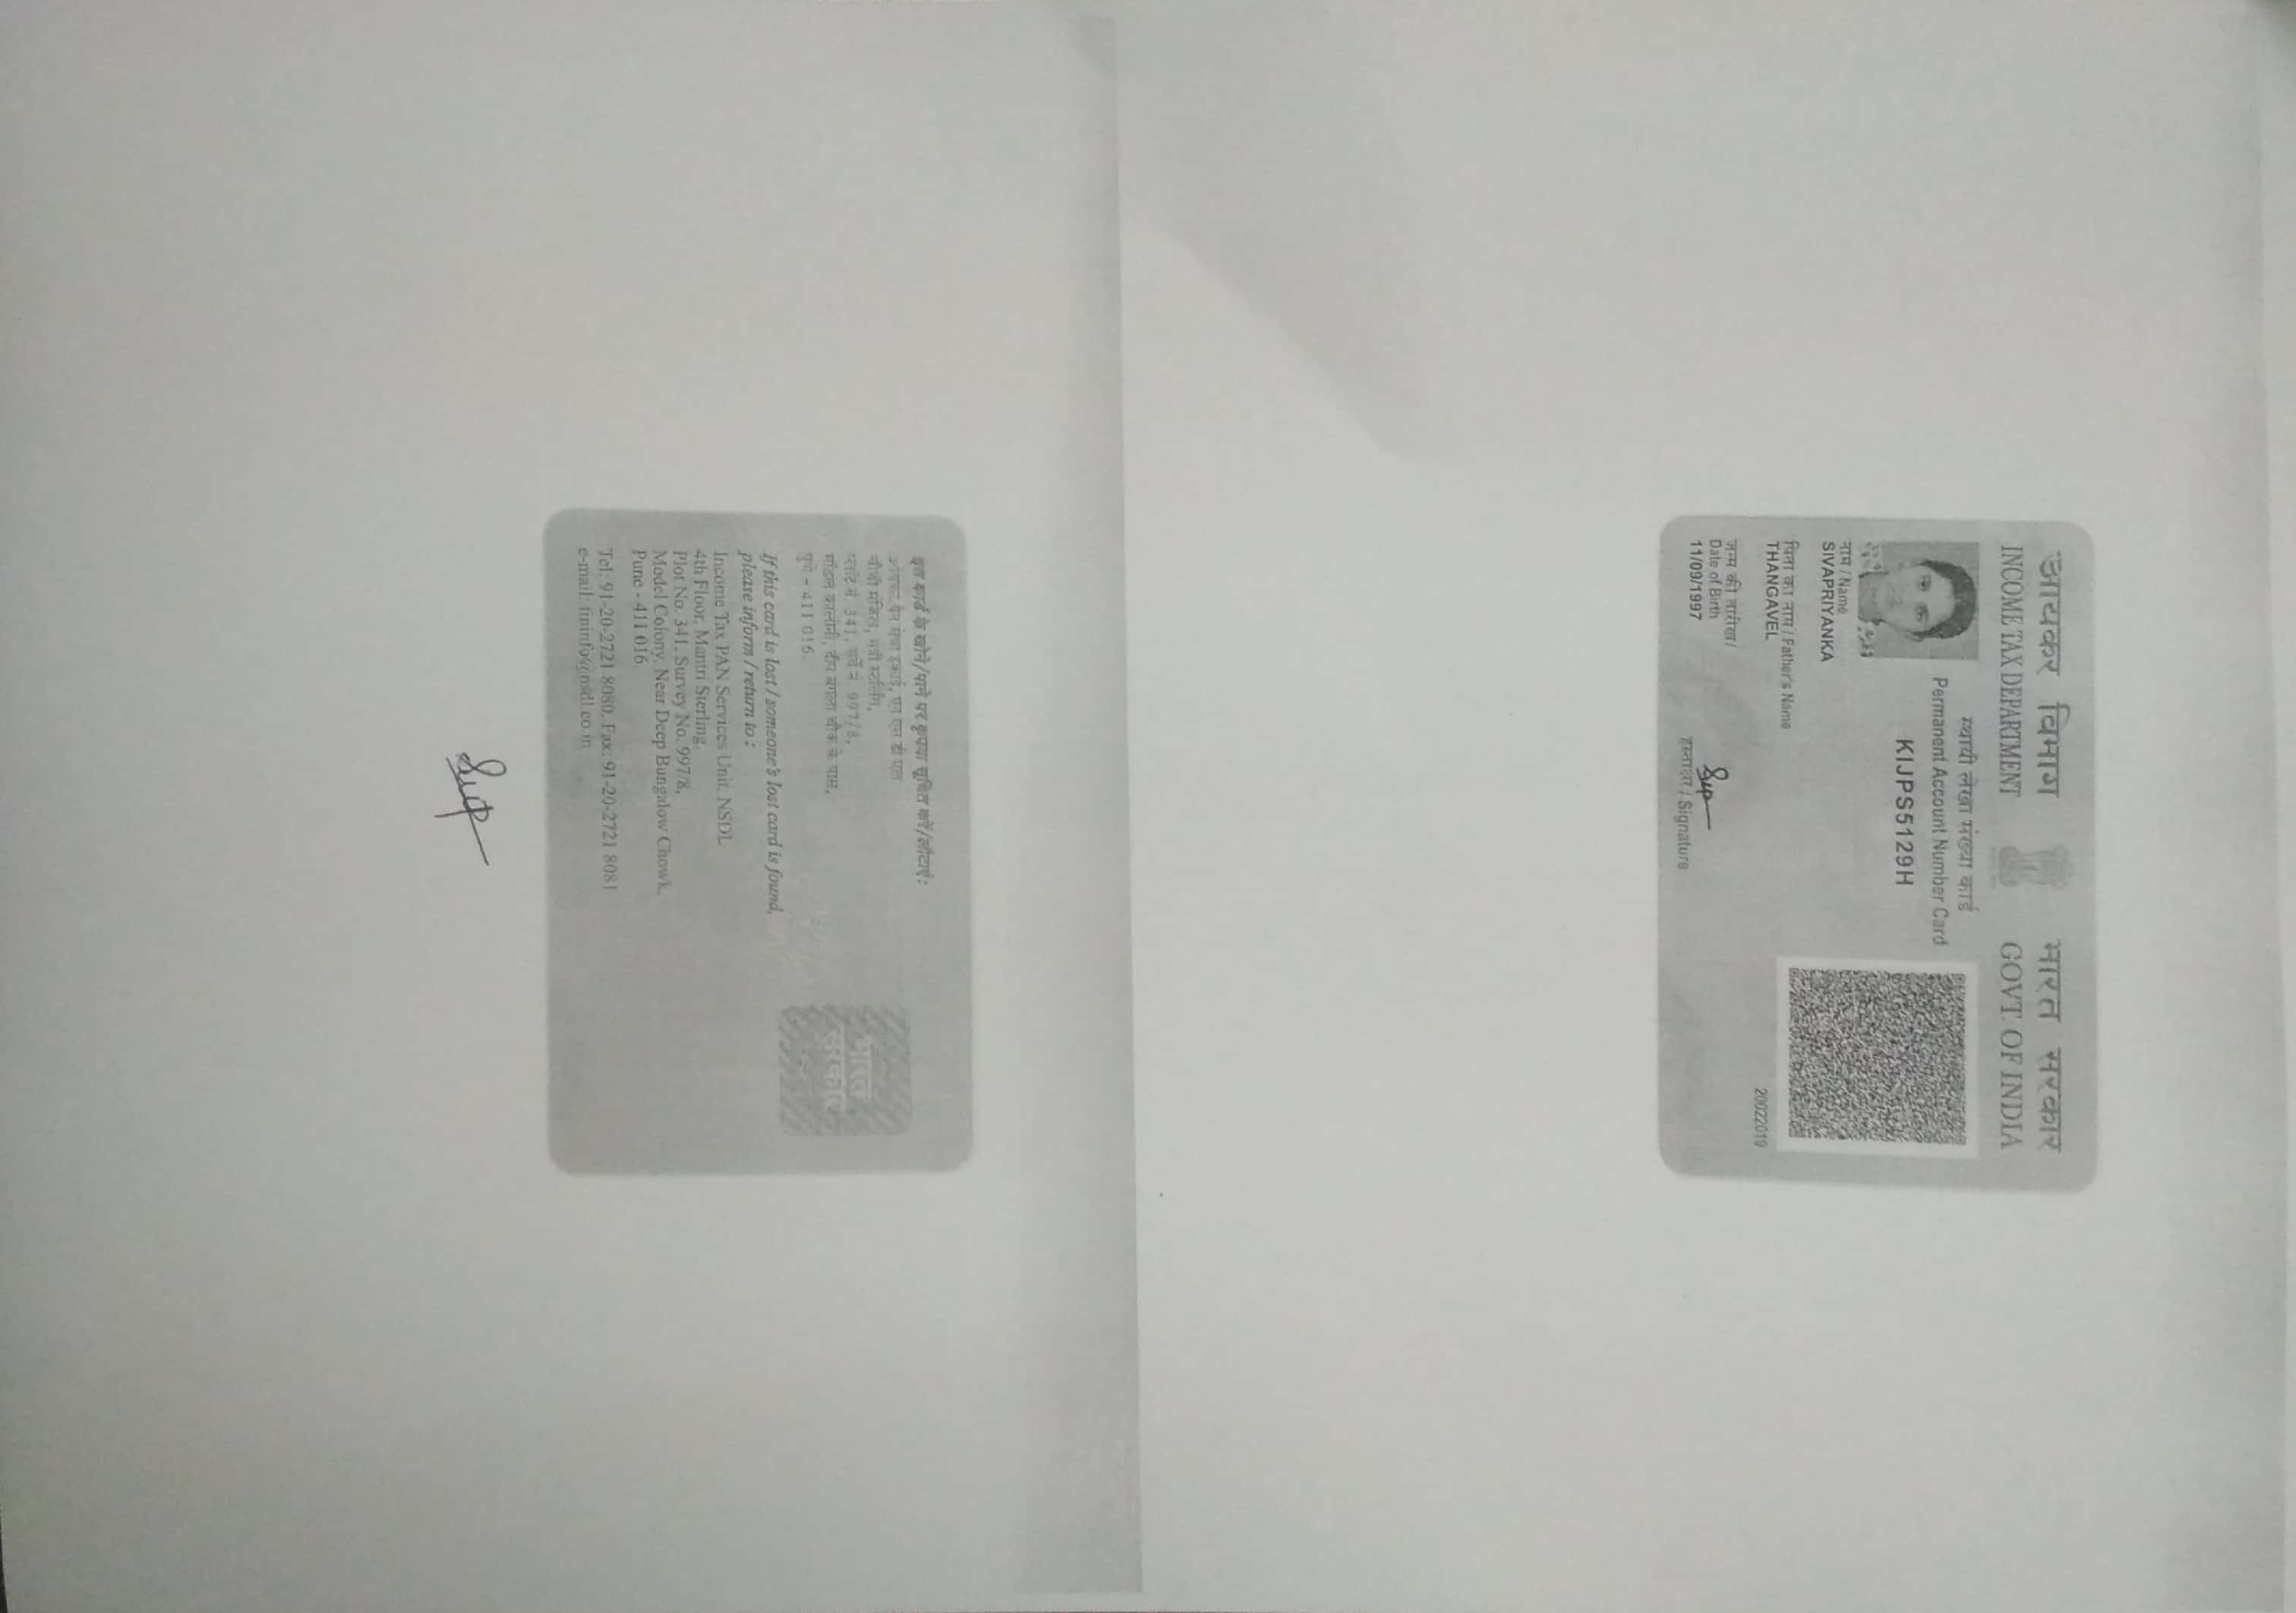 आयकर विभाग
INCOME TAX DEPARTMENT
भारत सरकार
GOVT. OF INDIA
स्थायी लेखा संख्या कार्ड
Permanent Account Number Card
KIJPS5129H
नाम / Name
SIVAPRIYANKA
पिता का नाम / Father's Name
THANGAVEL
20022019
जन्म की तारीख/
Date of Birth
11/09/1997
हस्ताक्षर / Signature
इस कार्ड के खोने/पाने पर कृपया सूचित करें/लौटाएं:
आयकर पैन सेवा इकाई, एन एस डी एल
चौथी मंजिल, मंत्री स्टर्लिंग,
प्लॉट नं. 341, सर्वे नं. 997/8,
मॉडल कालोनी, दीप बंगला चौक के पास,
पुणे - 411 016.
भारत
सरकार
If this card is lost / someone's lost card is found,
please inform / return to :
Income Tax PAN Services Unit, NSDL
4th Floor, Mantri Sterling,
Plot No. 341, Survey No. 997/8,
Model Colony, Near Deep Bungalow Chowk,
Pune - 411 016.
Tel: 91-20-2721 8080, Fax: 91-20-2721 8081
e-mail: tininfo@nsdl.co.in